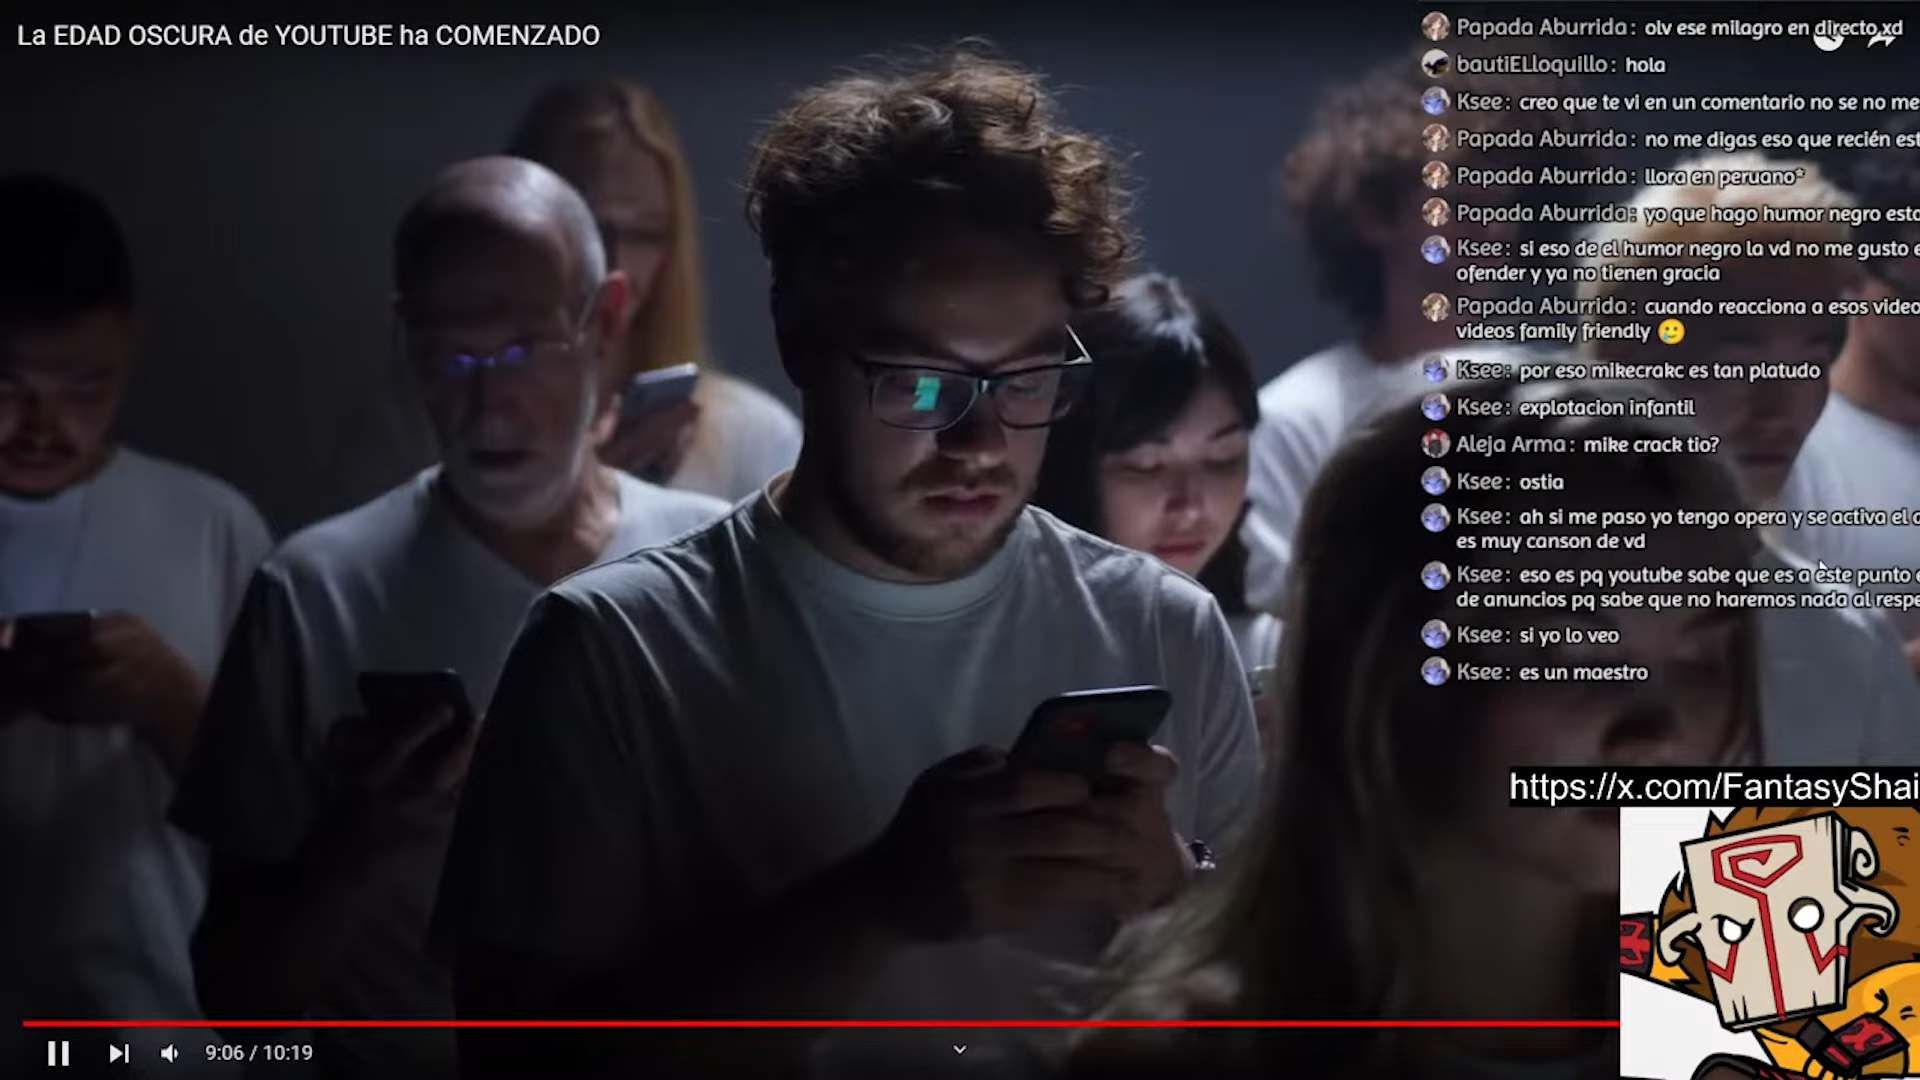 La EDAD OSCURA de YOUTUBE ha COMENZADO
Papada Aburrida: olv ese milagro en directo xd
bautiELloquillo: hola
Ksee: creo que te vi en un comentario no se no me
Papada Aburrida: no me digas eso que recién est
Papada Aburrida: llora en peruano*
Papada Aburrida: yo que hago humor negro esto
Ksee: si eso de el humor negro la vd no me gusto e
ofender y ya no tienen gracia
Papada Aburrida: cuando reacciona a esos video
videos family friendly 🥲
Ksee: por eso mikecrakc es tan platudo
Ksee: explotacion infantil
Aleja Arma: mike crack tio?
Ksee: ostia
Ksee: ah si me paso yo tengo opera y se activa el
es muy canson de vd
Ksee: eso es pq youtube sabe que es a este punto
de anuncios pq sabe que no haremos nada al respe
Ksee: si yo lo veo
Ksee: es un maestro
https://x.com/FantasyShai
9:06 / 10:19